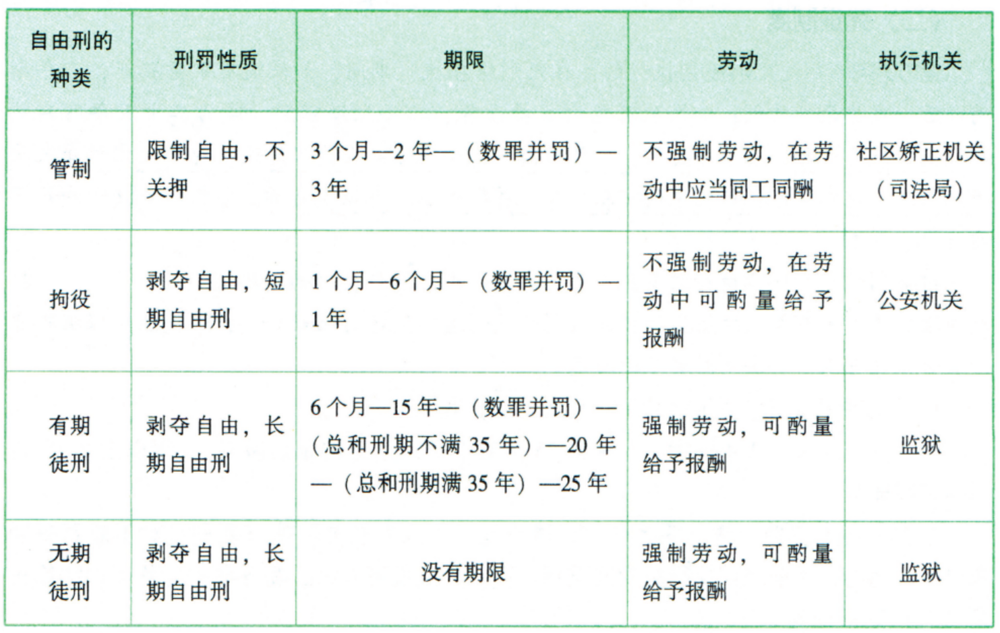 自由刑的
种类
刑罚性质
期限
劳动
执行机关
管制
限制自由，不
关押
3个月—2年—（数罪并罚）—
3年
不强制劳动，在劳
动中应当同工同酬
社区矫正机关
（司法局）
拘役
剥夺自由，短
期自由刑
1个月—6个月—（数罪并罚）—
1年
不强制劳动，在劳
动中可酌量给予
报酬
公安机关
有期
徒刑
剥夺自由，长
期自由刑
6个月—15年—（数罪并罚）—
（总和刑期不满35年）—20年
—（总和刑期满35年）—25年
强制劳动，可酌量
给予报酬
监狱
无期
徒刑
剥夺自由，长
期自由刑
没有期限
强制劳动，可酌量
给予报酬
监狱